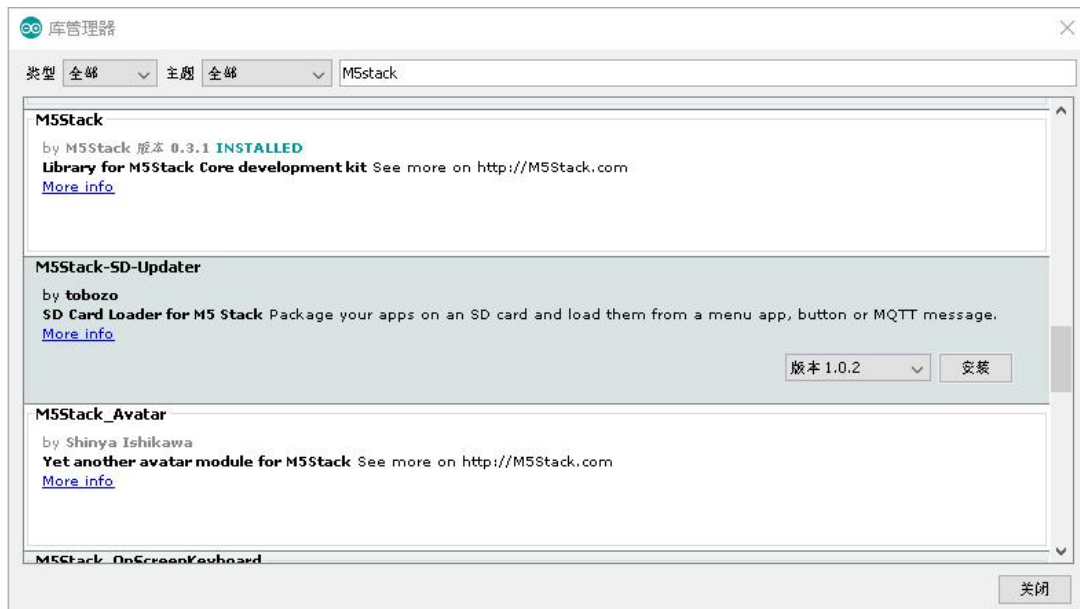 库管理器
类型 全部 主题 全部 M5stack
M5Stack
by M5Stack 版本 0.3.1 INSTALLED
Library for M5Stack Core development kit See more on http://M5Stack.com
More info
M5Stack-SD-Updater
by tobozo
SD Card Loader for M5 Stack Package your apps on an SD card and load them from a menu app, button or MQTT message.
More info
版本 1.0.2 安装
M5Stack_Avatar
by Shinya Ishikawa
Yet another avatar module for M5Stack See more on http://M5Stack.com
More info
M5Stack_OnScreenKeyboard
关闭